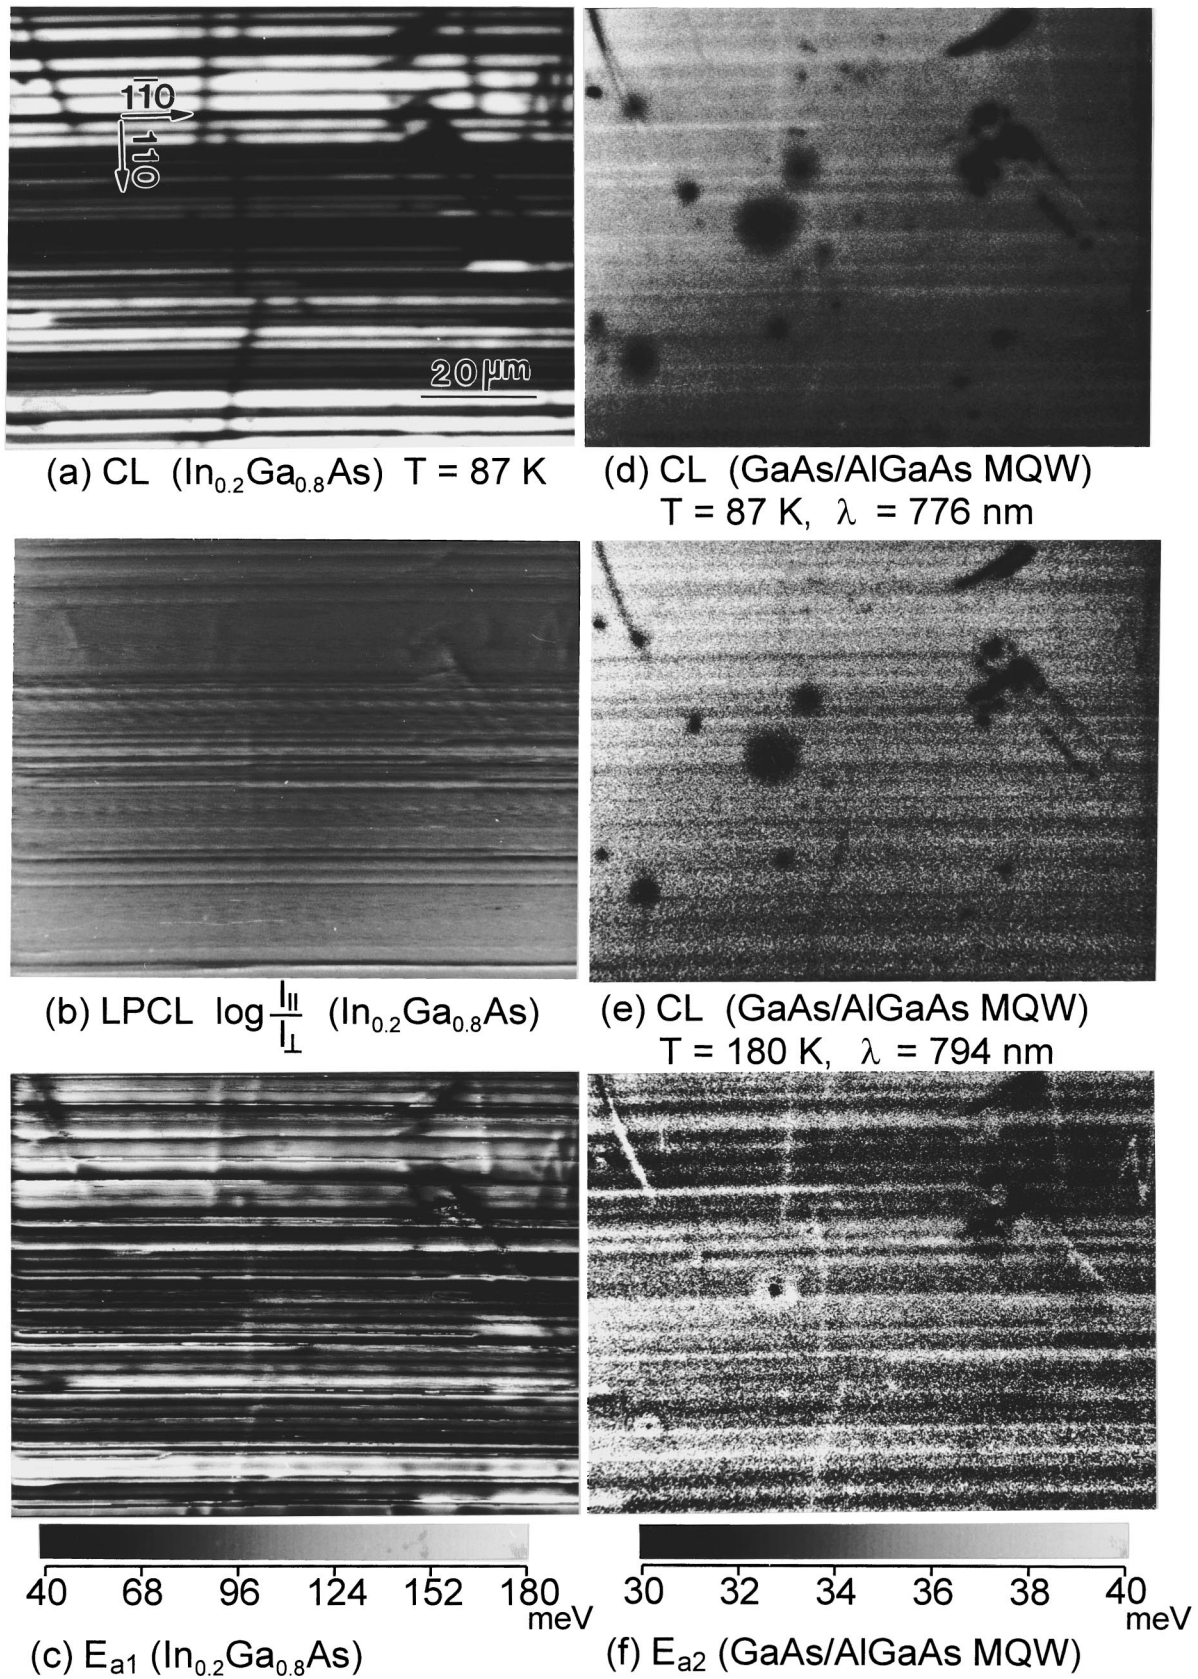 1̅10
110
20 μm
(a) CL (In0.2Ga0.8As) T = 87 K
(d) CL (GaAs/AlGaAs MQW)
T = 87 K, λ = 776 nm
(b) LPCL log I||/I⊥ (In0.2Ga0.8As)
(e) CL (GaAs/AlGaAs MQW)
T = 180 K, λ = 794 nm
40 68 96 124 152 180
meV
(c) Ea1 (In0.2Ga0.8As)
30 32 34 36 38 40
meV
(f) Ea2 (GaAs/AlGaAs MQW)